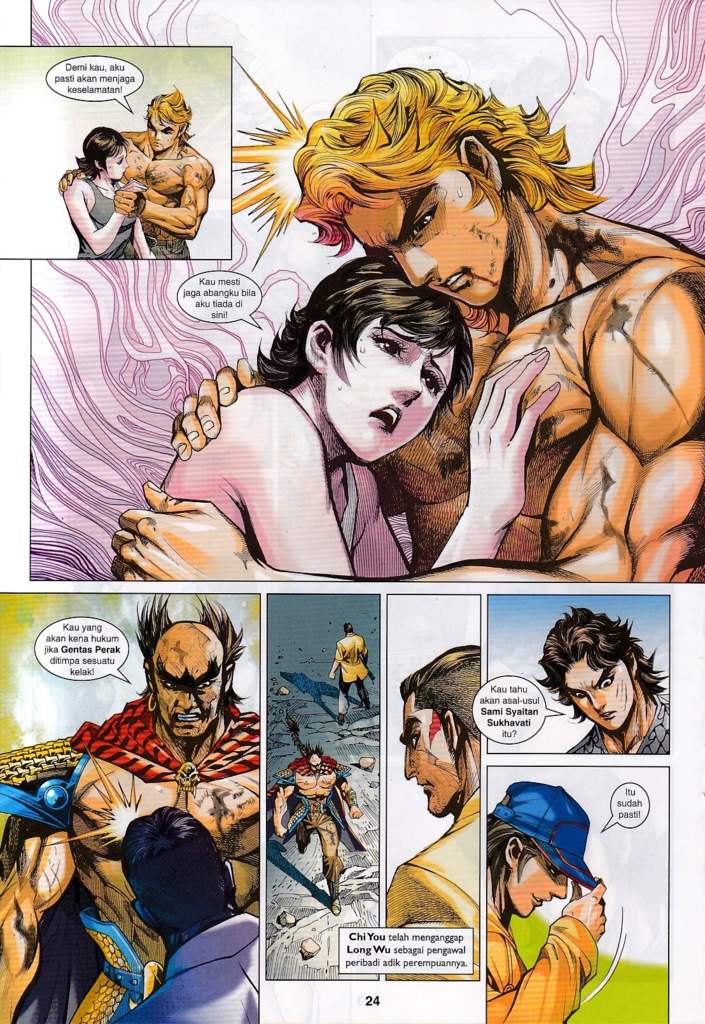 Demi kau, aku
pasti akan menjaga
keselamatan!
Kau mesti
jaga abangku bila
aku tiada di
sini!
Kau yang
akan kena hukum
jika Gentas Perak
ditimpa sesuatu
kelak!
Chi You telah menganggap
Long Wu sebagai pengawal
peribadi adik perempuannya.
Kau tahu
akan asal-usul
Sami Syaitan
Sukhavati
itu?
Itu
sudah
pasti!
24